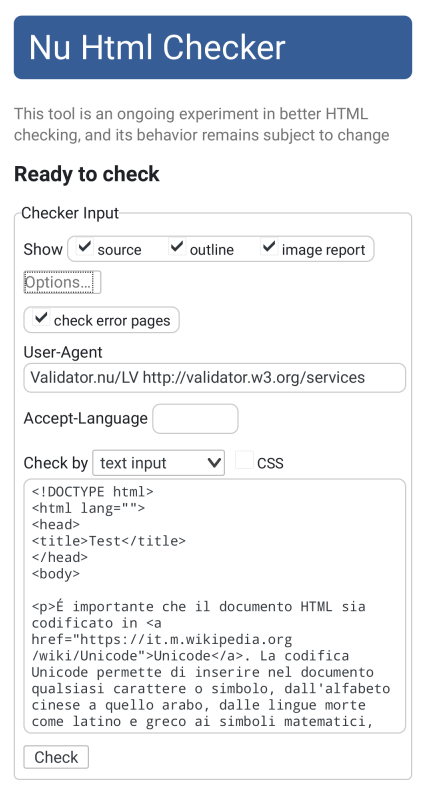 Nu Html Checker
This tool is an ongoing experiment in better HTML
checking, and its behavior remains subject to change
Ready to check
Checker Input
Show source outline image report
Options...
check error pages
User-Agent
Validator.nu/LV http://validator.w3.org/services
Accept-Language
Check by text input CSS
<!DOCTYPE html>
<html lang="">
<head>
<title>Test</title>
</head>
<body>
<p>É importante che il documento HTML sia
codificato in <a
href="https://it.m.wikipedia.org
/wiki/Unicode">Unicode</a>. La codifica
Unicode permette di inserire nel documento
qualsiasi carattere o simbolo, dall'alfabeto
cinese a quello arabo, dalle lingue morte
come latino e greco ai simboli matematici,
Check